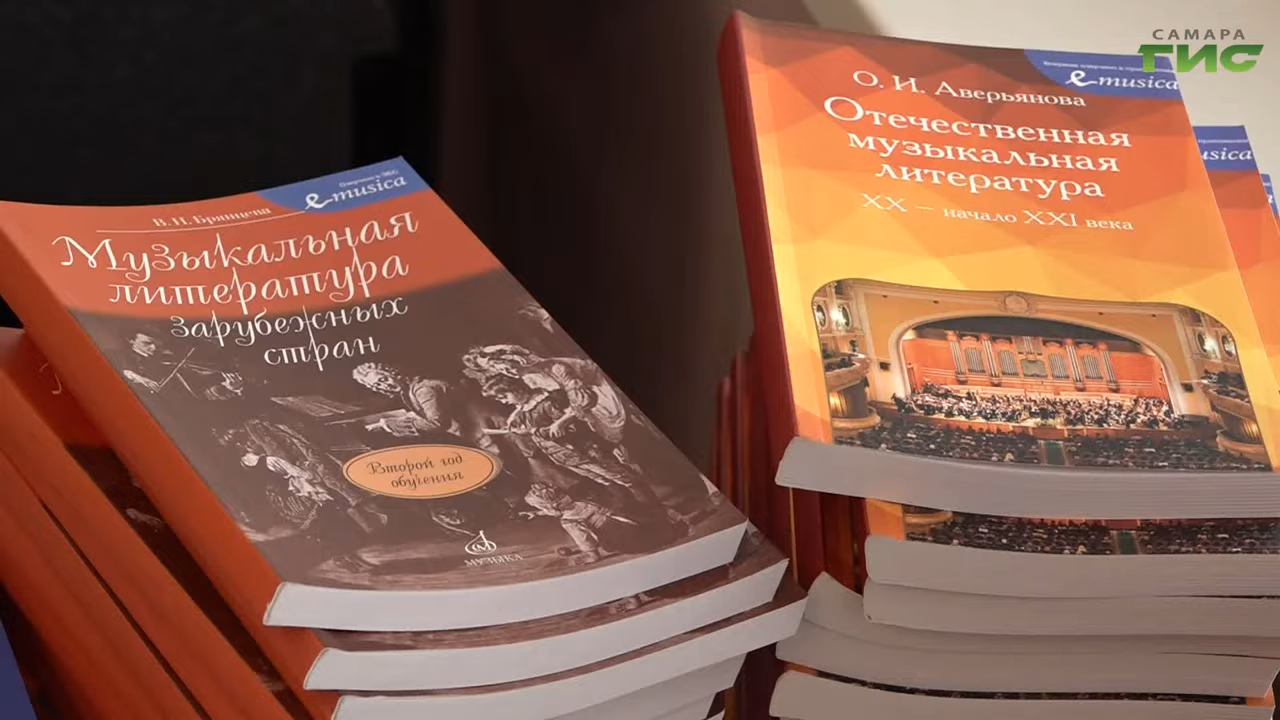 САМАРА
ГИС
В. Н. Брянцева
e-musica
Музыкальная
литература
зарубежных
стран
Второй год
обучения
МУЗЫКА
e-musica
О. И. Аверьянова
Отечественная
музыкальная
литература
XX — начало XXI века
usica